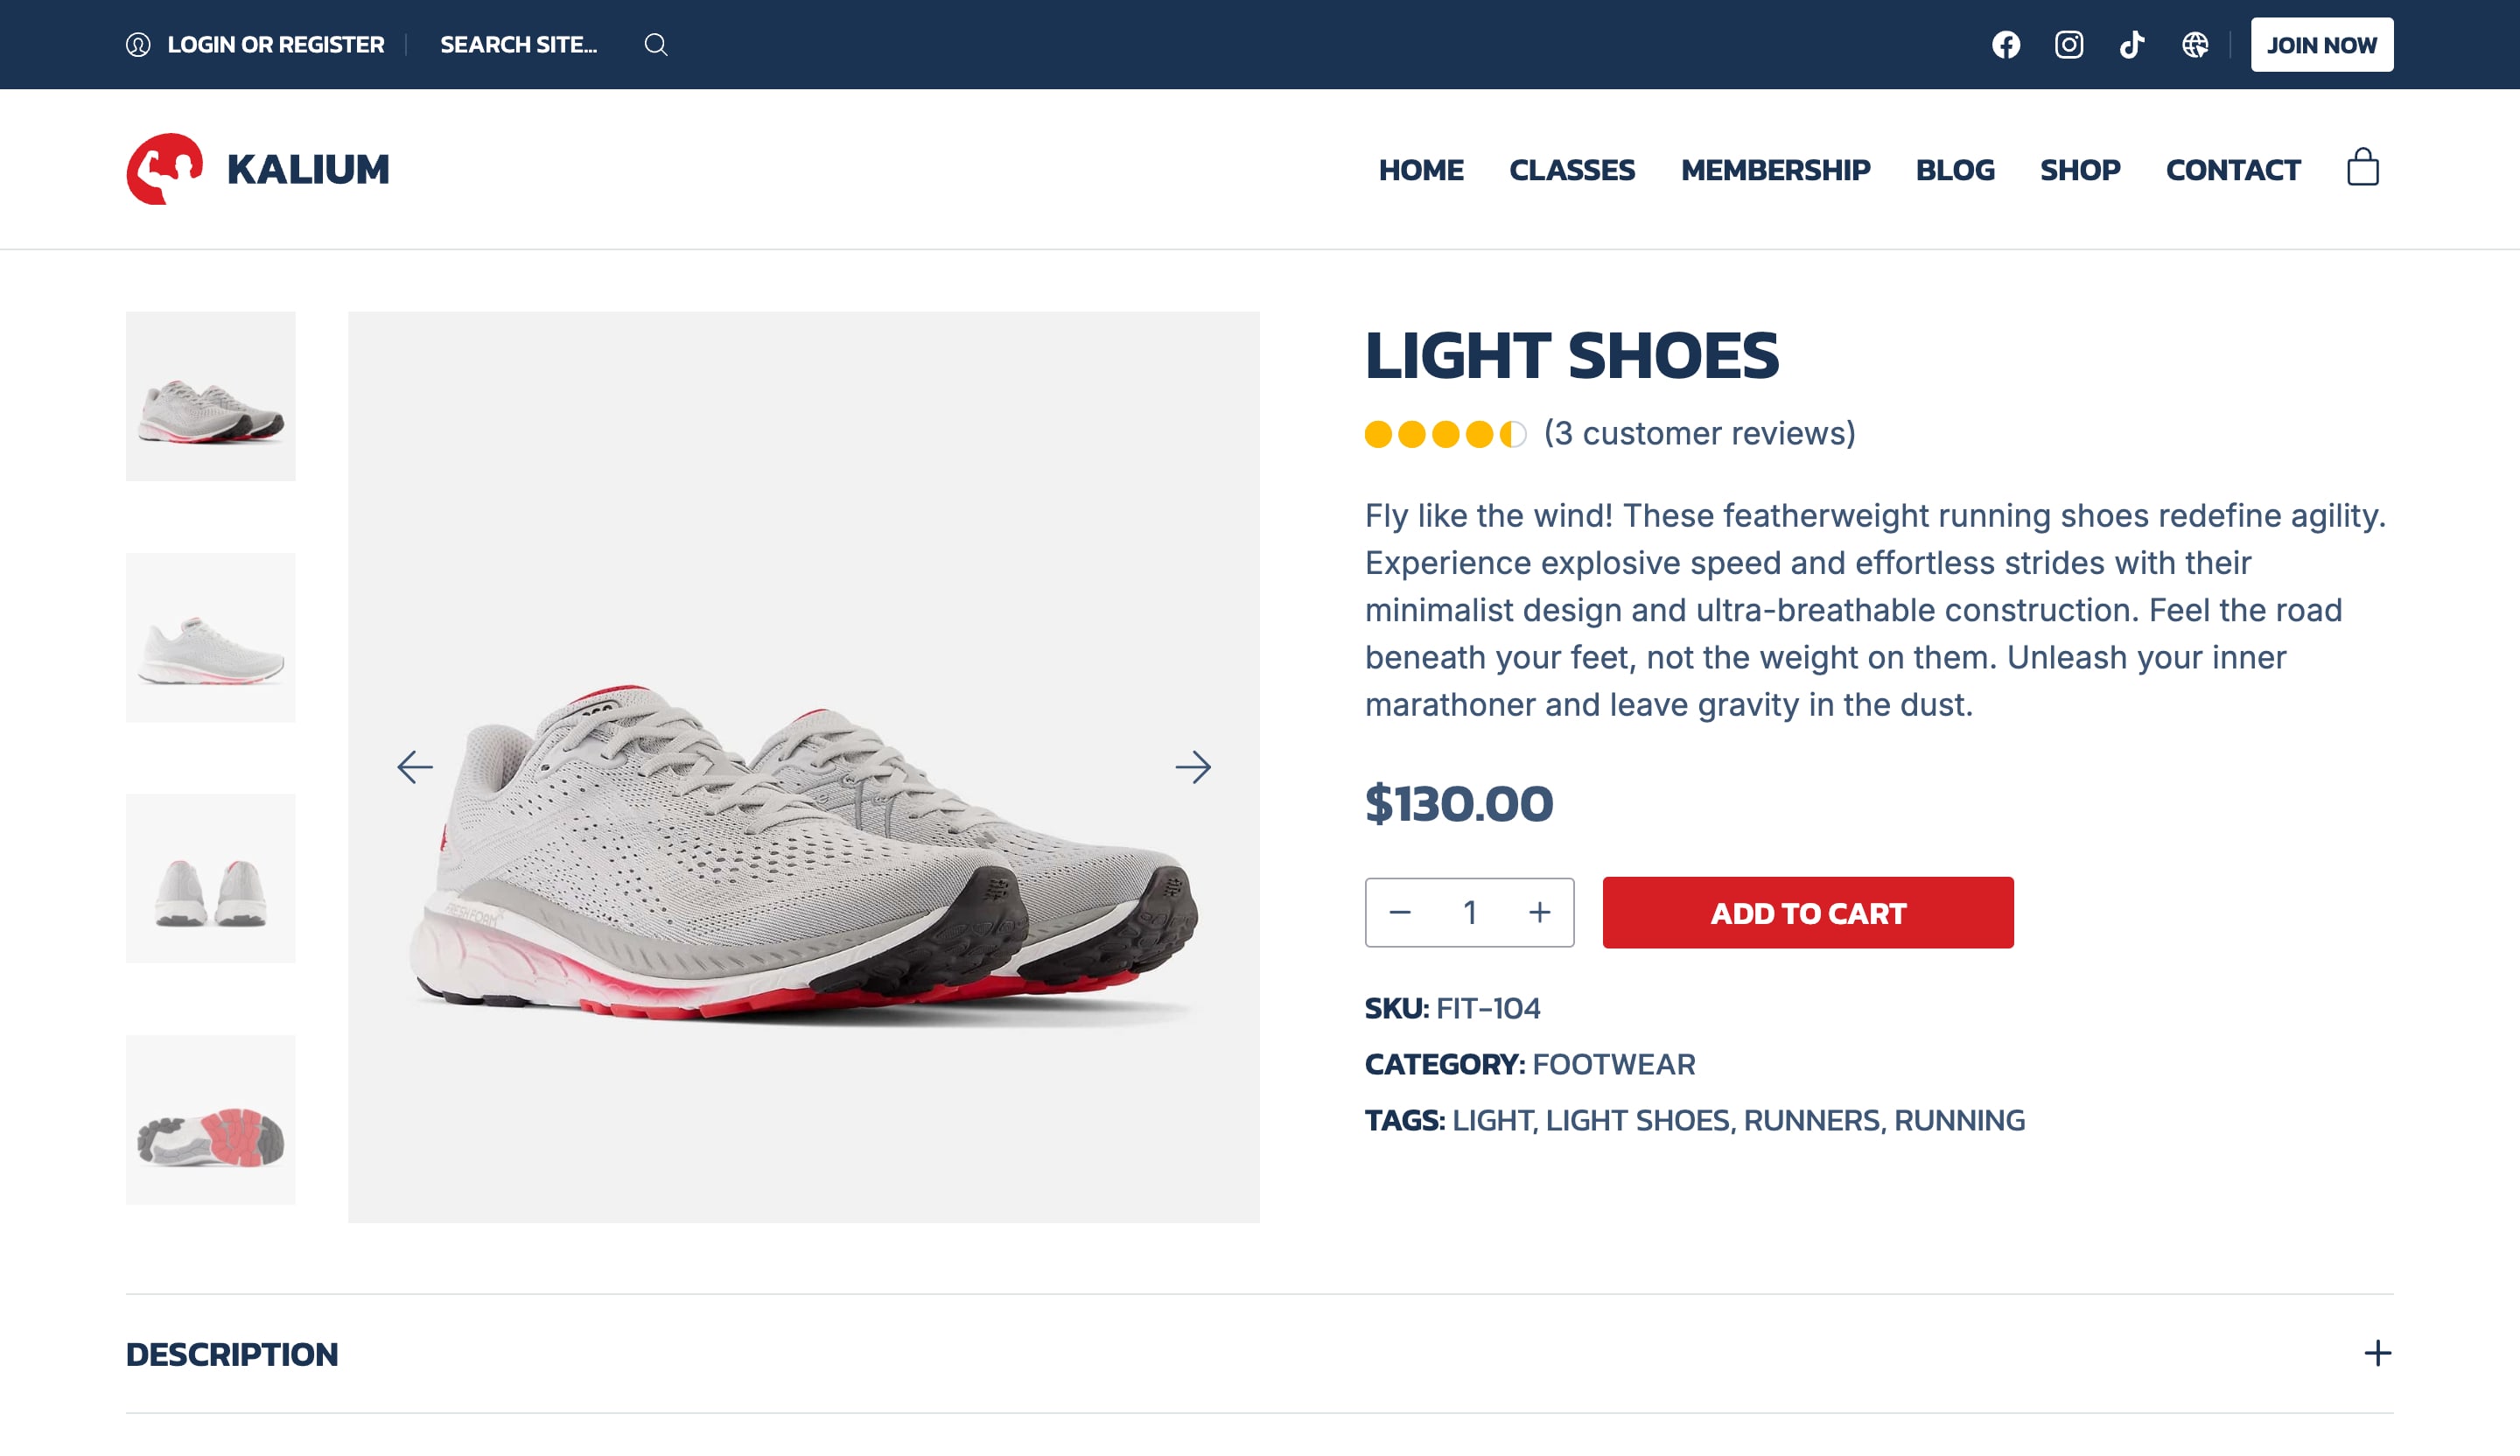 LOGIN OR REGISTER
SEARCH SITE...
JOIN NOW
KALIUM
HOME
CLASSES
MEMBERSHIP
BLOG
SHOP
CONTACT
LIGHT SHOES
(3 customer reviews)
Fly like the wind! These featherweight running shoes redefine agility.
Experience explosive speed and effortless strides with their
minimalist design and ultra-breathable construction. Feel the road
beneath your feet, not the weight on them. Unleash your inner
marathoner and leave gravity in the dust.
$130.00
− 1 +
ADD TO CART
SKU: FIT-104
CATEGORY: FOOTWEAR
TAGS: LIGHT, LIGHT SHOES, RUNNERS, RUNNING
FRESH FOAM
DESCRIPTION